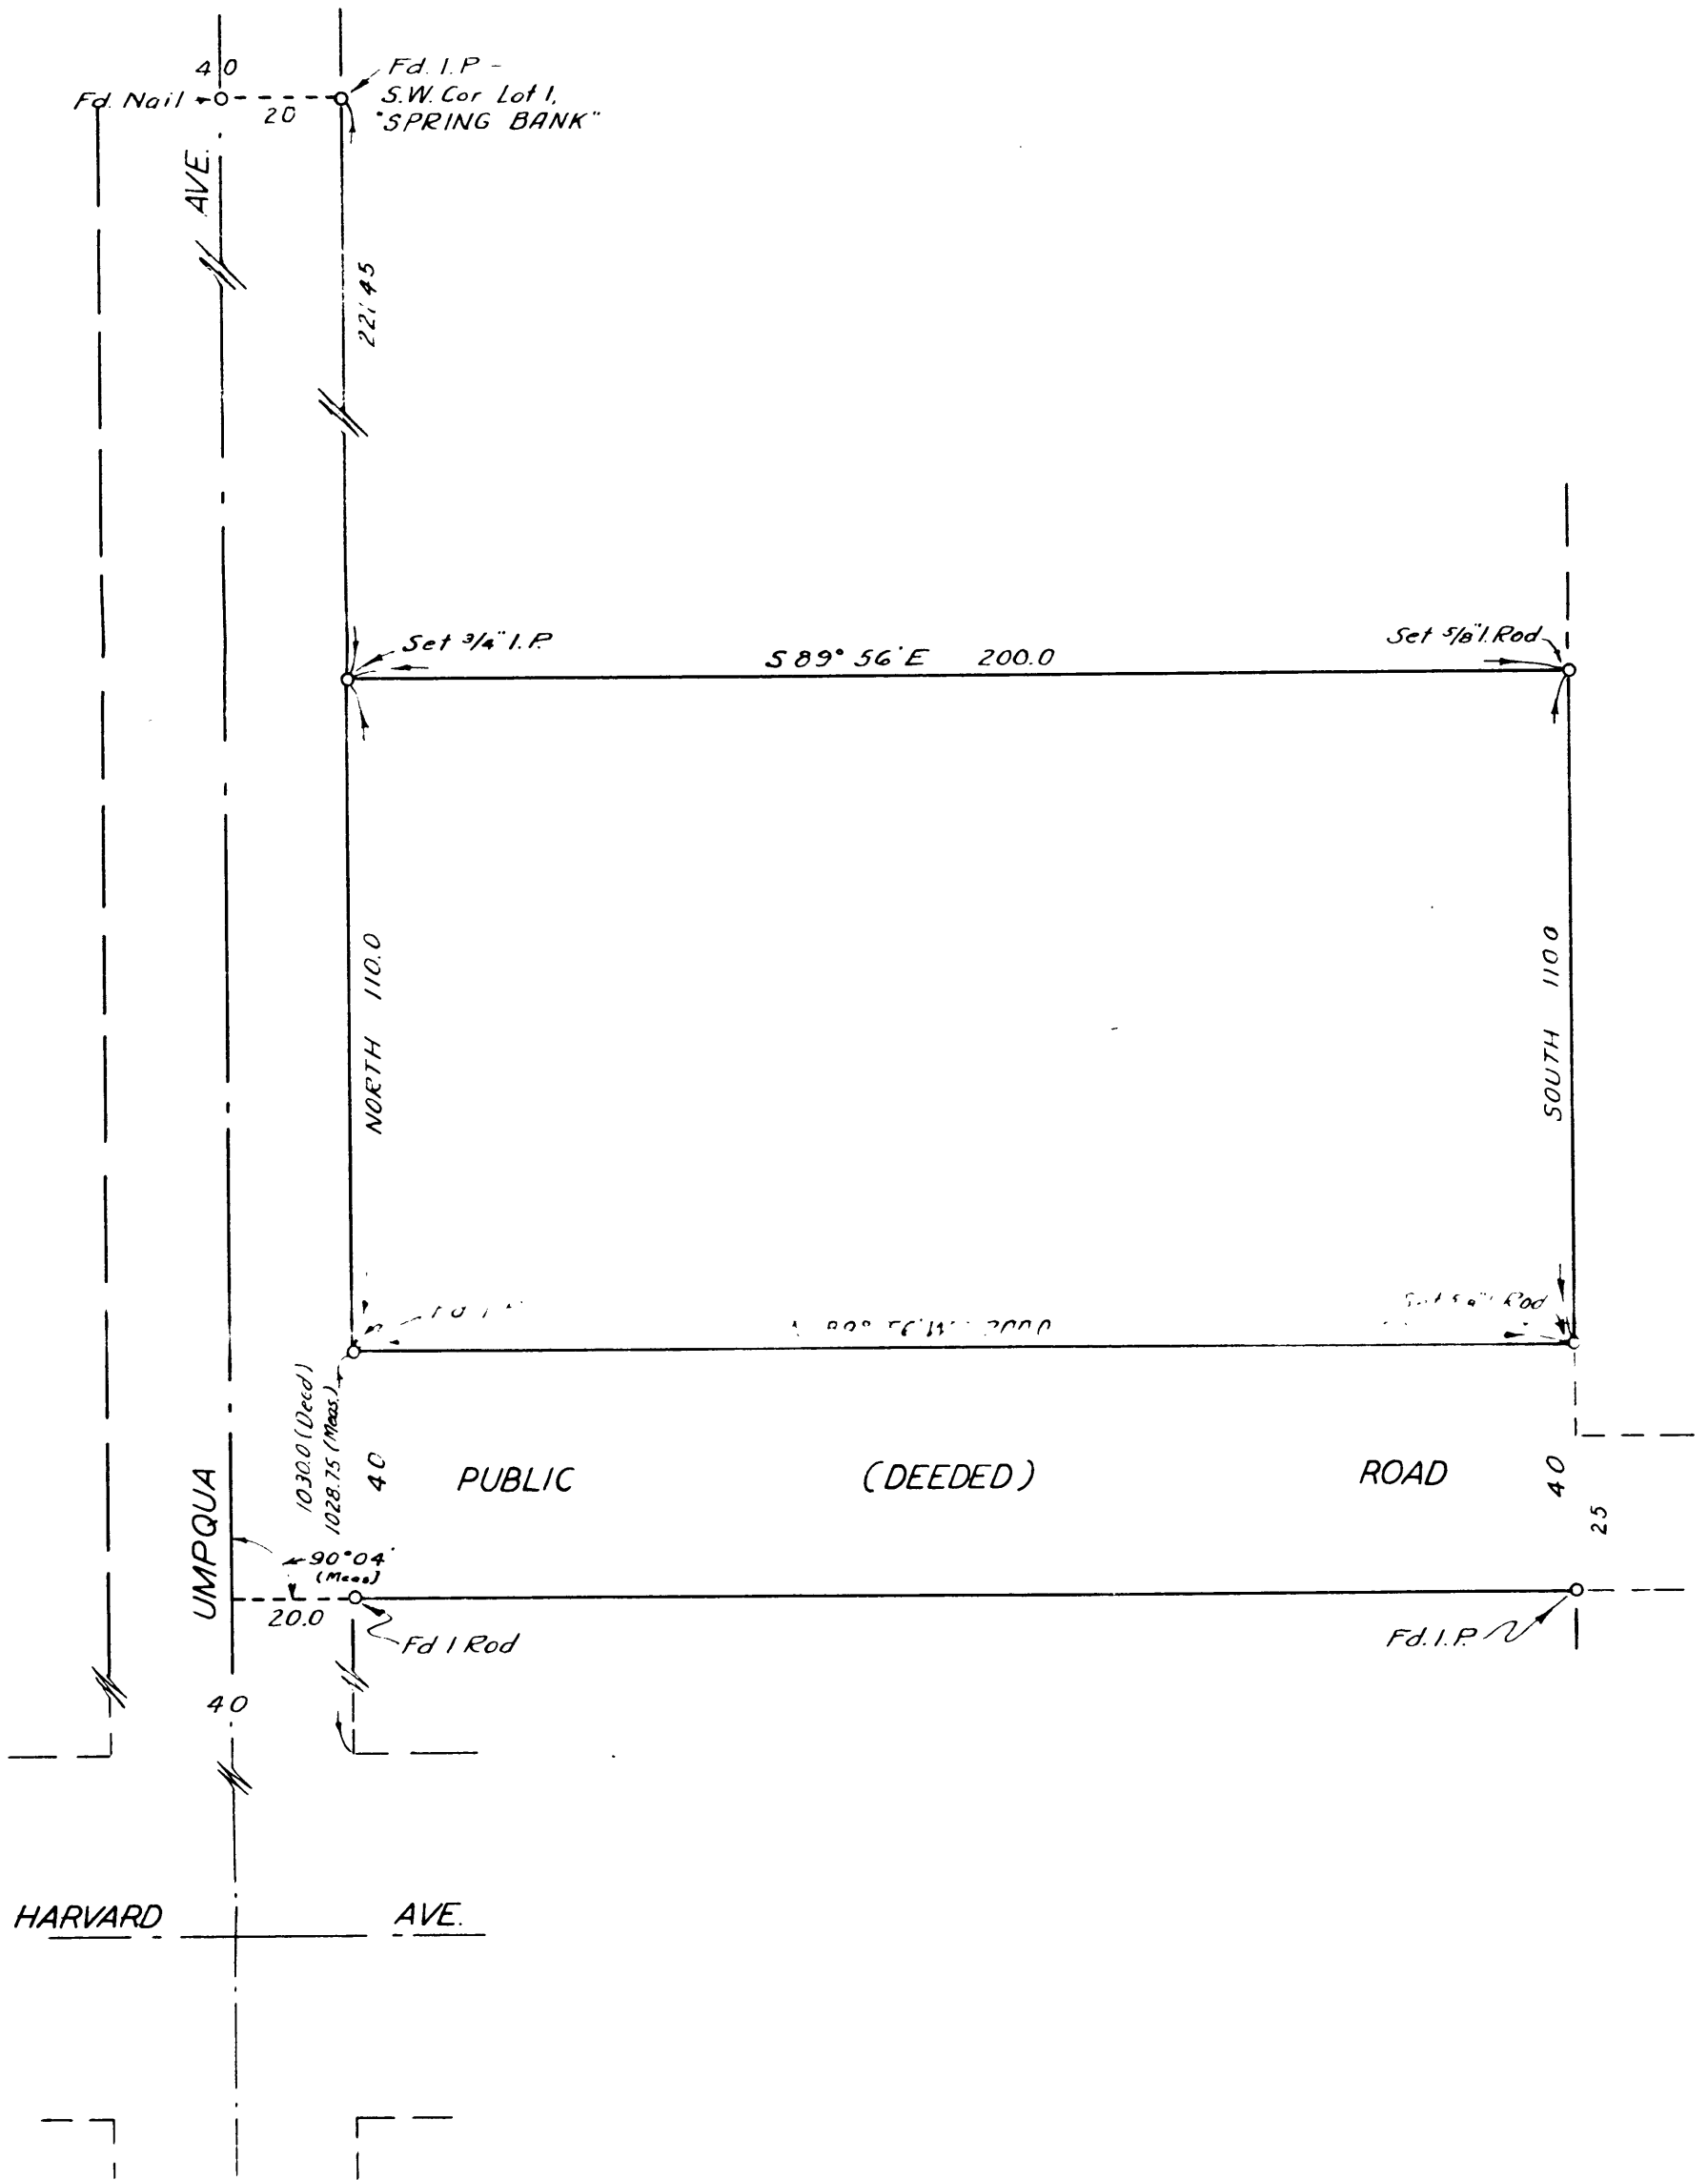 40
Fd. Nail
20
Fd. I.P -
S.W. Cor Lot 1,
"SPRING BANK"
AVE.
221.45
Set 3/4" I.P.
S 89° 56' E 200.0
Set 5/8" I. Rod
NORTH 110.0
SOUTH 110 0
Rod
1030.0 (Deed)
1028.75 (Meas.)
40
PUBLIC (DEEDED) ROAD
40
25
UMPQUA
90° 04'
(Meas)
20.0
Fd I Rod
Fd. I.P.
40
HARVARD AVE.